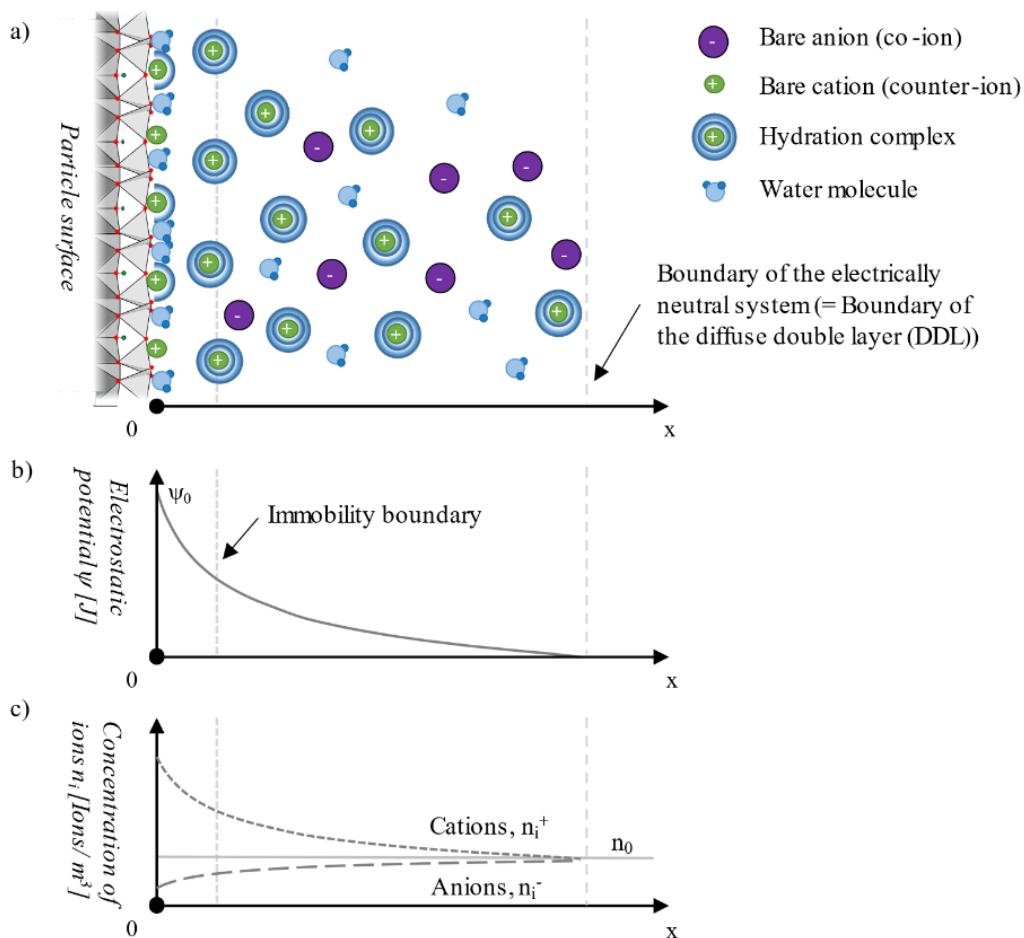 a)
Particle surface
- Bare anion (co-ion)
+ Bare cation (counter-ion)
+ Hydration complex
Water molecule
Boundary of the electrically
neutral system (= Boundary of
the diffuse double layer (DDL))
0
x
b)
Electrostatic
potential ψ [J]
ψ₀
Immobility boundary
0
x
c)
Concentration of
ions nᵢ [Ions/m³]
Cations, nᵢ⁺
n₀
Anions, nᵢ⁻
0
x